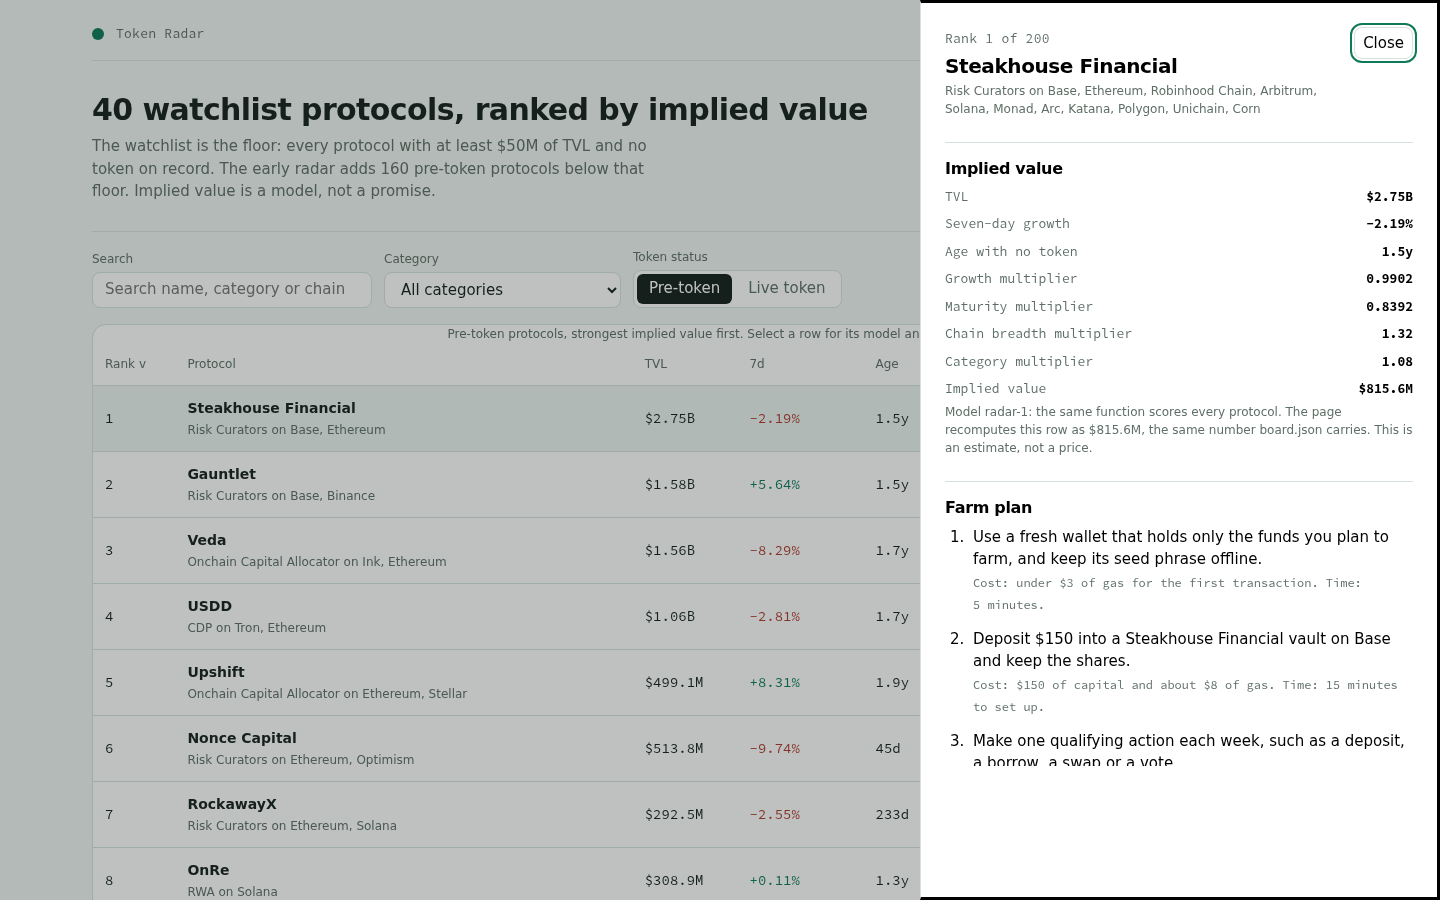 Token Radar
40 watchlist protocols, ranked by implied value
The watchlist is the floor: every protocol with at least $50M of TVL and no
token on record. The early radar adds 160 pre-token protocols below that
floor. Implied value is a model, not a promise.
Search
Category
Token status
Search name, category or chain
All categories
Pre-token
Live token
Pre-token protocols, strongest implied value first. Select a row for its model an
Rank v Protocol TVL 7d Age
1 Steakhouse Financial $2.75B −2.19% 1.5y
Risk Curators on Base, Ethereum
2 Gauntlet $1.58B +5.64% 1.5y
Risk Curators on Base, Binance
3 Veda $1.56B −8.29% 1.7y
Onchain Capital Allocator on Ink, Ethereum
4 USDD $1.06B −2.81% 1.7y
CDP on Tron, Ethereum
5 Upshift $499.1M +8.31% 1.9y
Onchain Capital Allocator on Ethereum, Stellar
6 Nonce Capital $513.8M −9.74% 45d
Risk Curators on Ethereum, Optimism
7 RockawayX $292.5M −2.55% 233d
Risk Curators on Ethereum, Solana
8 OnRe $308.9M +0.11% 1.3y
RWA on Solana
Rank 1 of 200
Close
Steakhouse Financial
Risk Curators on Base, Ethereum, Robinhood Chain, Arbitrum,
Solana, Monad, Arc, Katana, Polygon, Unichain, Corn
Implied value
TVL $2.75B
Seven-day growth −2.19%
Age with no token 1.5y
Growth multiplier 0.9902
Maturity multiplier 0.8392
Chain breadth multiplier 1.32
Category multiplier 1.08
Implied value $815.6M
Model radar-1: the same function scores every protocol. The page
recomputes this row as $815.6M, the same number board.json carries. This is
an estimate, not a price.
Farm plan
1. Use a fresh wallet that holds only the funds you plan to
farm, and keep its seed phrase offline.
Cost: under $3 of gas for the first transaction. Time:
5 minutes.
2. Deposit $150 into a Steakhouse Financial vault on Base
and keep the shares.
Cost: $150 of capital and about $8 of gas. Time: 15 minutes
to set up.
3. Make one qualifying action each week, such as a deposit,
a borrow, a swap or a vote